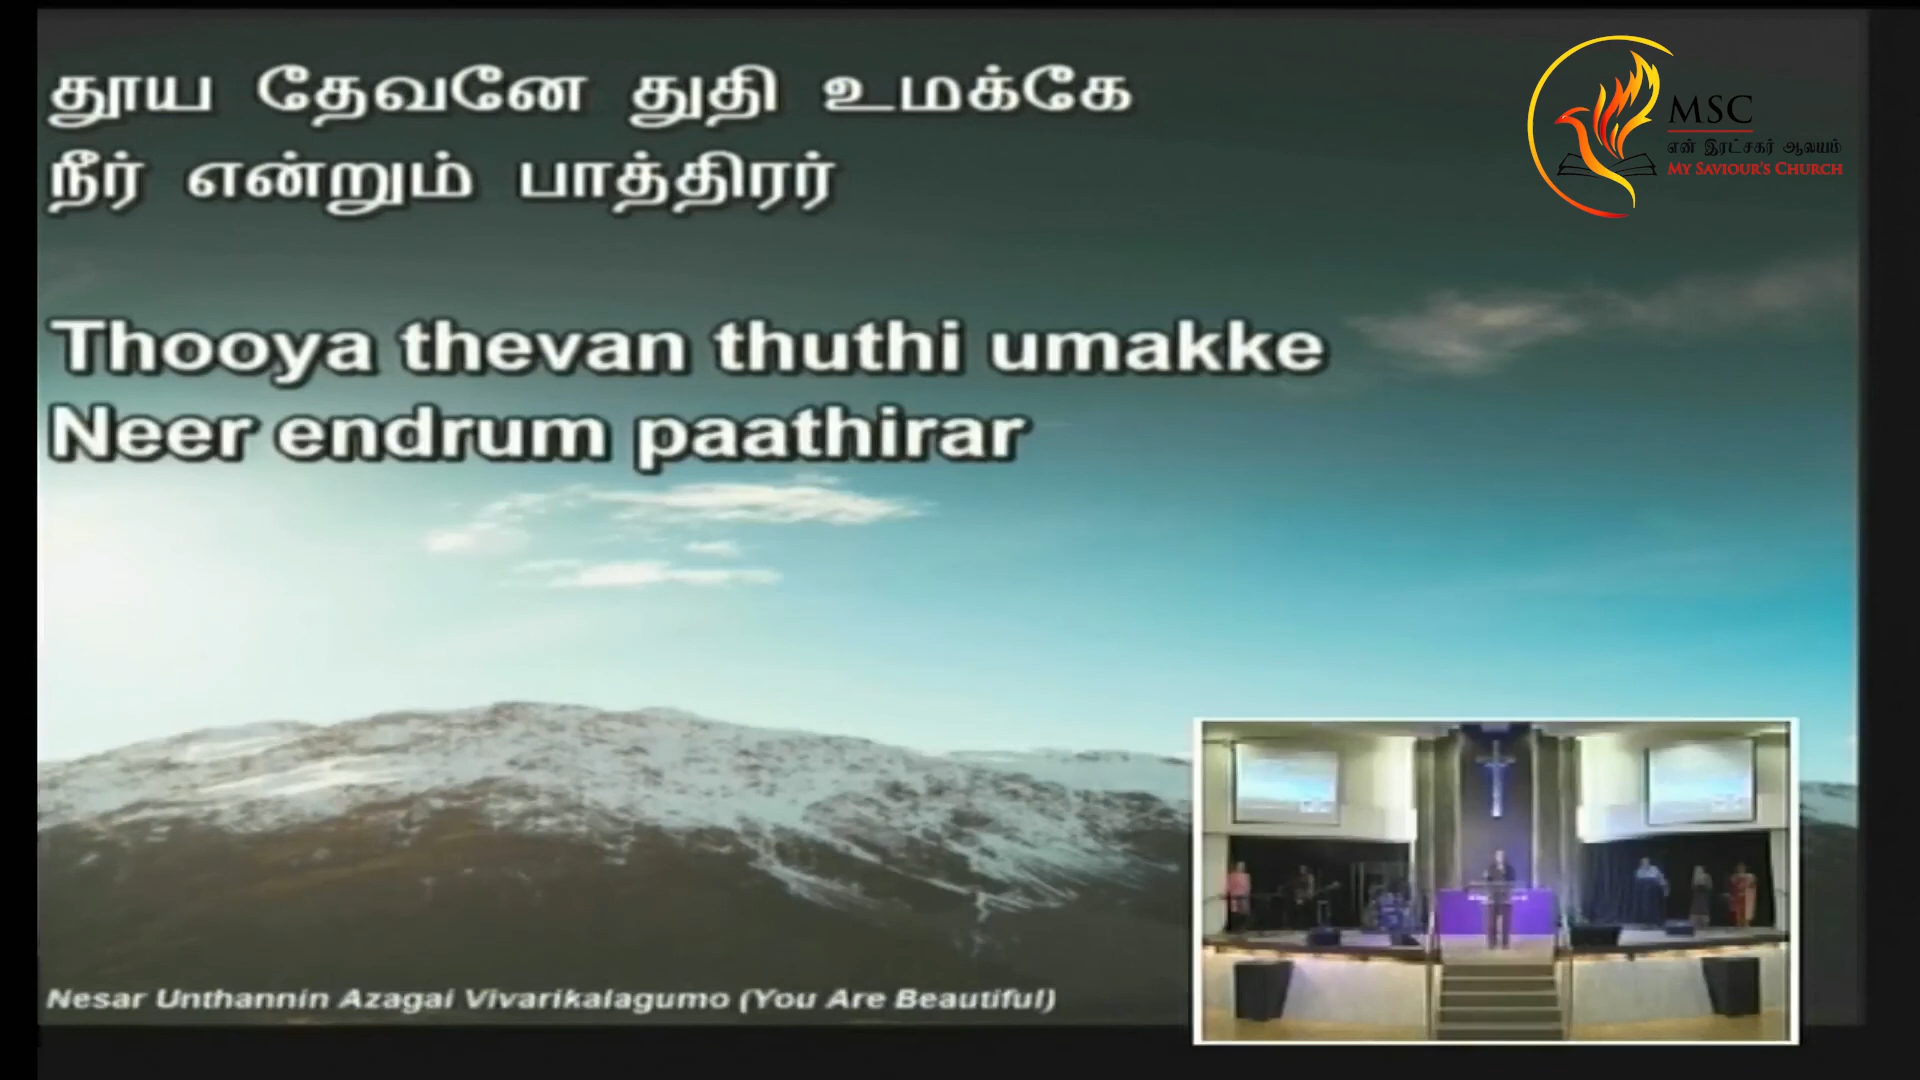 தூய தேவனே துதி உமக்கே
நீர் என்றும் பாத்திரர்
Thooya thevan thuthi umakke
Neer endrum paathirar
Nesar Unthannin Azagai Vivarikalagumo (You Are Beautiful)
MSC
என் இரட்சகர் ஆலயம்
MY SAVIOUR'S CHURCH